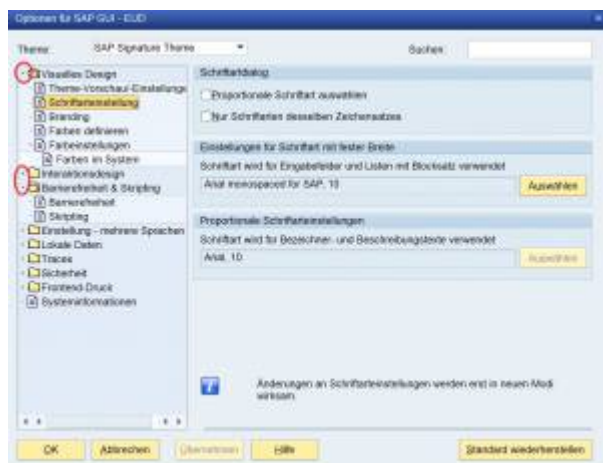 Optionen für SAP GUI - EUD
Theme: SAP Signature Theme
Suchen:
Visuelles Design
Theme-Vorschau/-Einstellunge
Schrifteinstellung
Branding
Farben definieren
Farbeinstellungen
Farben im System
Interaktionsdesign
Barrierefreiheit & Skripting
Barrierefreiheit
Skripting
Einstellung - mehrere Sprachen
Lokale Daten
Traces
Sicherheit
Frontend-Druck
Systeminformationen
Schriftartdialog
Proportionale Schriftart auswählen
Nur Schriftarten desselben Zeichensatzes
Einstellungen für Schriftart mit fester Breite
Schriftart wird für Eingabefelder und Listen mit Blocksatz verwendet
Arial monospaced for SAP, 10
Auswählen
Proportionale Schriftarteinstellungen
Schriftart wird für Bezeichner- und Beschreibungstexte verwendet
Arial, 10
Auswählen
Änderungen an Schriftarteinstellungen werden erst in neuen Modi
wirksam.
OK Abbrechen Übernehmen Hilfe Standard wiederherstellen